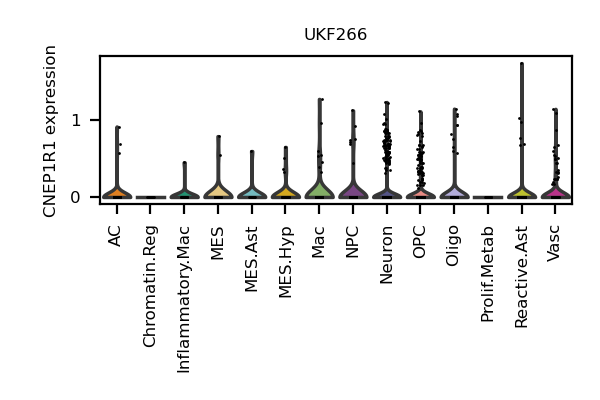 UKF266
CNEP1R1 expression
1
0
AC
Chromatin.Reg
Inflammatory.Mac
MES
MES.Ast
MES.Hyp
Mac
NPC
Neuron
OPC
Oligo
Prolif.Metab
Reactive.Ast
Vasc